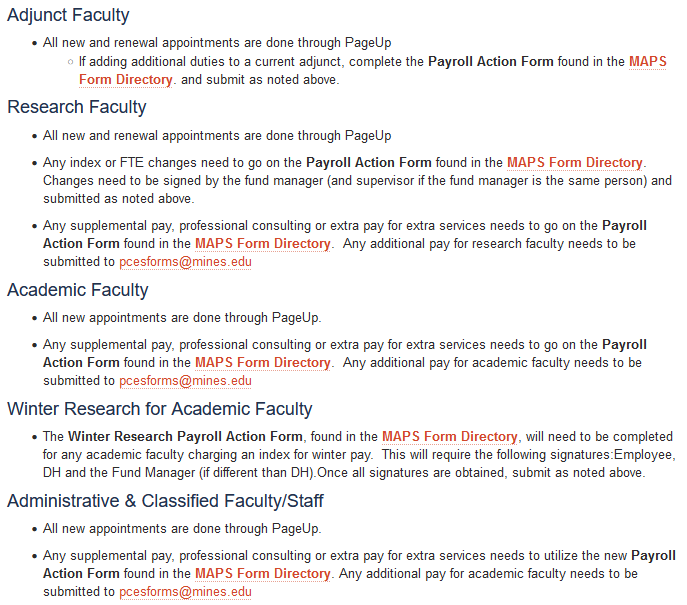 Adjunct Faculty
• All new and renewal appointments are done through PageUp
○ If adding additional duties to a current adjunct, complete the Payroll Action Form found in the MAPS
Form Directory. and submit as noted above.
Research Faculty
• All new and renewal appointments are done through PageUp
• Any index or FTE changes need to go on the Payroll Action Form found in the MAPS Form Directory.
Changes need to be signed by the fund manager (and supervisor if the fund manager is the same person) and
submitted as noted above.
• Any supplemental pay, professional consulting or extra pay for extra services needs to go on the Payroll
Action Form found in the MAPS Form Directory.  Any additional pay for research faculty needs to be
submitted to pcesforms@mines.edu
Academic Faculty
• All new appointments are done through PageUp.
• Any supplemental pay, professional consulting or extra pay for extra services needs to go on the Payroll
Action Form found in the MAPS Form Directory.  Any additional pay for academic faculty needs to be
submitted to pcesforms@mines.edu
Winter Research for Academic Faculty
• The Winter Research Payroll Action Form, found in the MAPS Form Directory, will need to be completed
for any academic faculty charging an index for winter pay.  This will require the following signatures:Employee,
DH and the Fund Manager (if different than DH).Once all signatures are obtained, submit as noted above.
Administrative & Classified Faculty/Staff
• All new appointments are done through PageUp.
• Any supplemental pay, professional consulting or extra pay for extra services needs to utilize the new Payroll
Action Form found in the MAPS Form Directory. Any additional pay for academic faculty needs to be
submitted to pcesforms@mines.edu